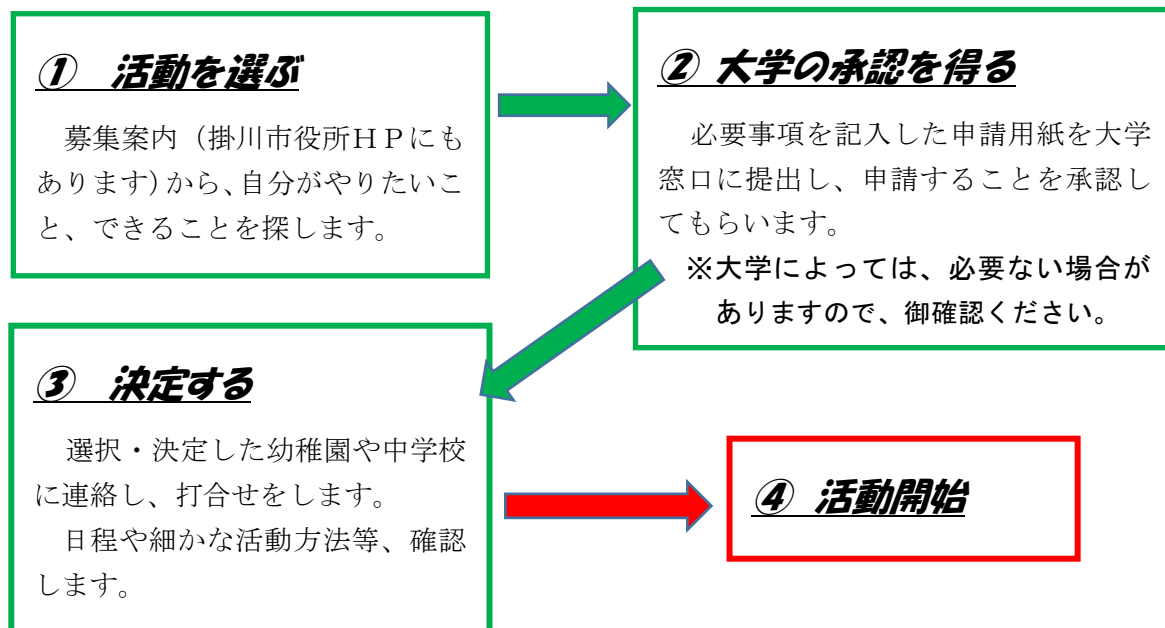 ① 活動を選ぶ
募集案内（掛川市役所ＨＰにも
あります）から、自分がやりたいこ
と、できることを探します。
② 大学の承認を得る
必要事項を記入した申請用紙を大学
窓口に提出し、申請することを承認し
てもらいます。
※大学によっては、必要ない場合が
ありますので、御確認ください。
③ 決定する
選択・決定した幼稚園や中学校
に連絡し、打合せをします。
日程や細かな活動方法等、確認
します。
④ 活動開始